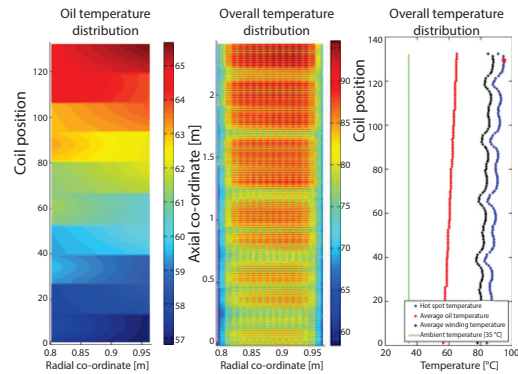 Oil temperature
distribution
Coil position
120
100
80
60
40
20
0
0.8 0.85 0.9 0.95
Radial co-ordinate [m]
65
64
63
62
61
60
59
58
57
Overall temperature
distribution
Axial co-ordinate [m]
2
1.5
1
0.5
0
0.8 0.85 0.9 0.95
Radial co-ordinate [m]
90
85
80
75
70
65
60
Overall temperature
distribution
Coil position
140
120
100
80
60
40
20
0
20 40 60 80 100
Temperature [°C]
Hot spot temperature
Average oil temperature
Average winding temperature
Ambient temperature (35 °C)